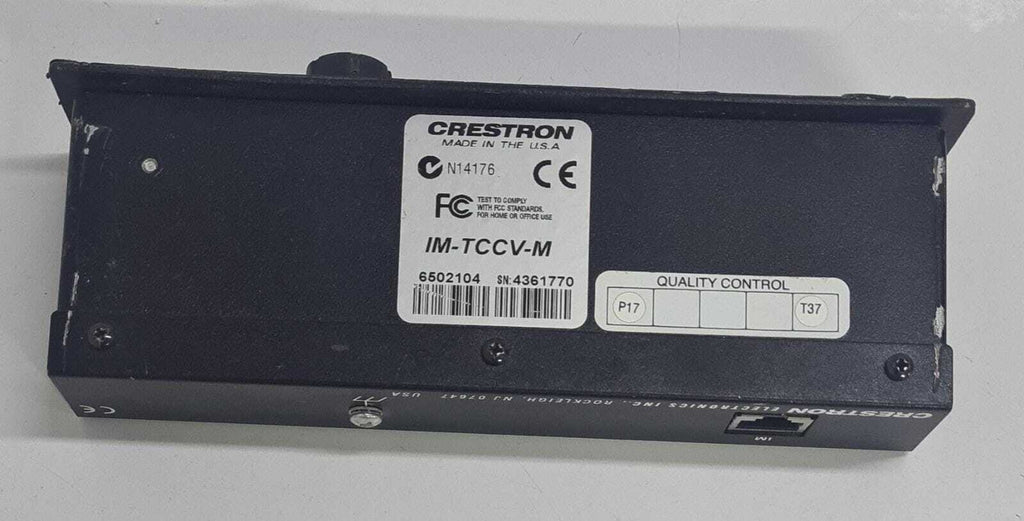 CRESTRON
MADE IN THE U.S.A
N14176
CE
FC
TEST TO COMPLY
WITH FCC STANDARDS.
FOR HOME OR OFFICE USE
IM-TCCV-M
6502104 SN:4361770
QUALITY CONTROL
P17 T37
CRESTRON ELECTRONICS INC. ROCKLEIGH, NJ 07647 USA
IM
CE